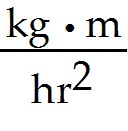 kg • m
hr²